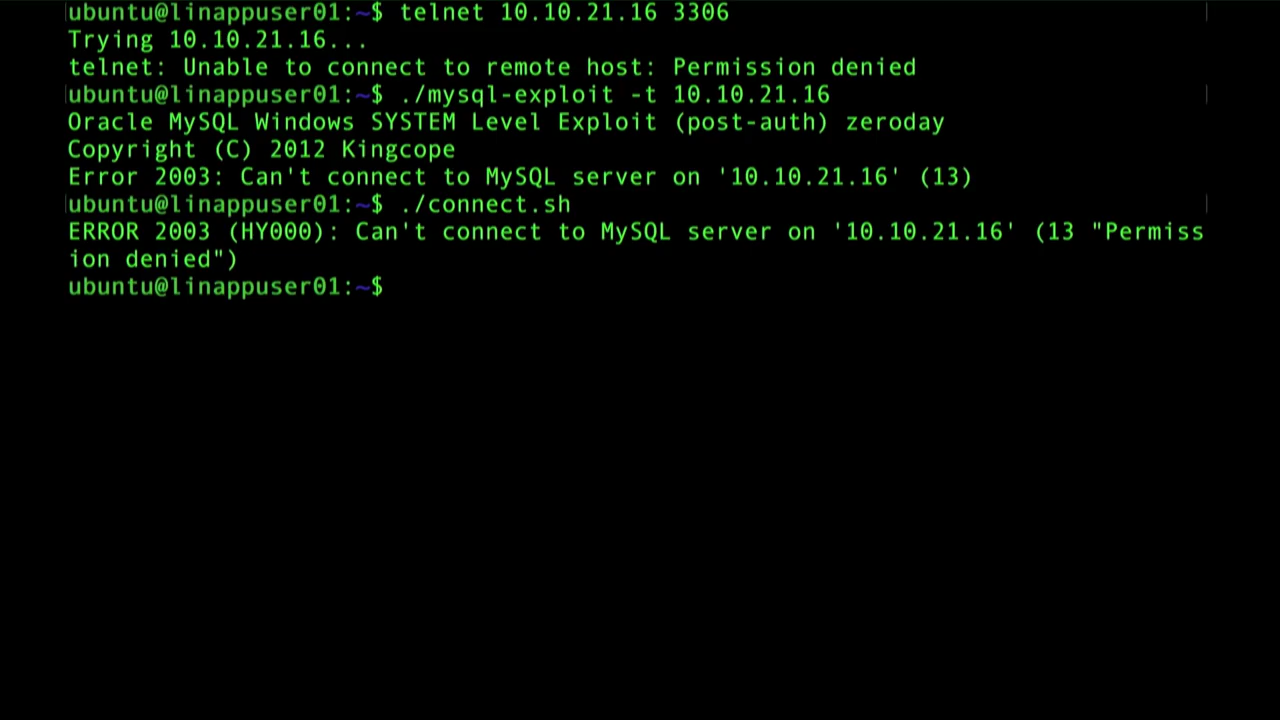 ubuntu@linappuser01:~$ telnet 10.10.21.16 3306
Trying 10.10.21.16...
telnet: Unable to connect to remote host: Permission denied
ubuntu@linappuser01:~$ ./mysql-exploit -t 10.10.21.16
Oracle MySQL Windows SYSTEM Level Exploit (post-auth) zeroday
Copyright (C) 2012 Kingcope
Error 2003: Can't connect to MySQL server on '10.10.21.16' (13)
ubuntu@linappuser01:~$ ./connect.sh
ERROR 2003 (HY000): Can't connect to MySQL server on '10.10.21.16' (13 "Permiss
ion denied")
ubuntu@linappuser01:~$